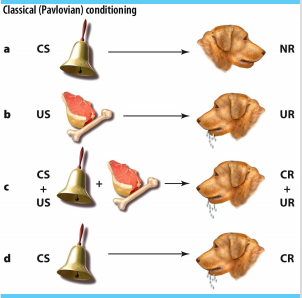 Classical (Pavlovian) conditioning
a CS NR
b US UR
c CS + US + CR + UR
d CS CR